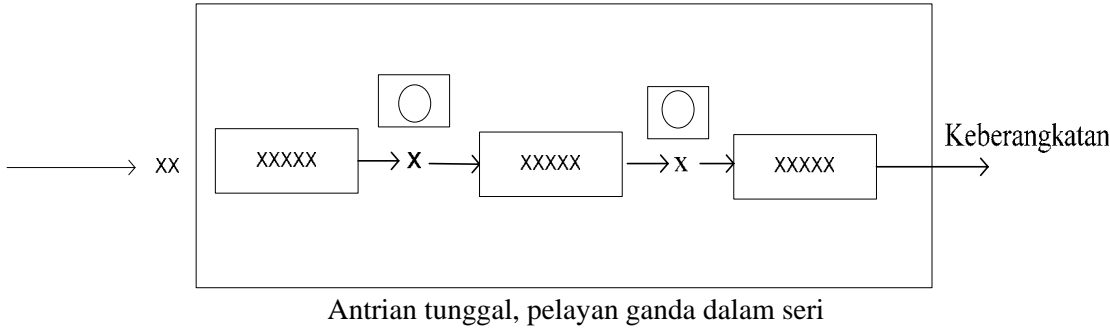 XX XXXXX X XXXXX x XXXXX Keberangkatan
Antrian tunggal, pelayan ganda dalam seri